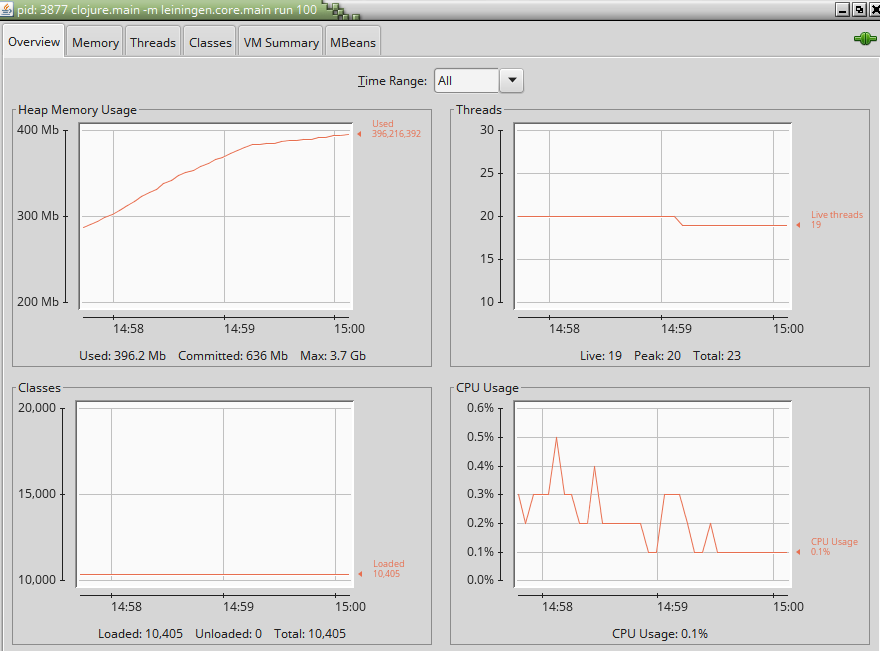 pid: 3877 clojure.main -m leiningen.core.main run 100
Overview Memory Threads Classes VM Summary MBeans
Time Range: All
Heap Memory Usage
400 Mb
300 Mb
200 Mb
Used
396,216,392
14:58 14:59 15:00
Used: 396.2 Mb Committed: 636 Mb Max: 3.7 Gb
Threads
30
25
20
15
10
Live threads
19
14:58 14:59 15:00
Live: 19 Peak: 20 Total: 23
Classes
20,000
15,000
10,000
Loaded
10,405
14:58 14:59 15:00
Loaded: 10,405 Unloaded: 0 Total: 10,405
CPU Usage
0.6%
0.5%
0.4%
0.3%
0.2%
0.1%
0.0%
CPU Usage
0.1%
14:58 14:59 15:00
CPU Usage: 0.1%